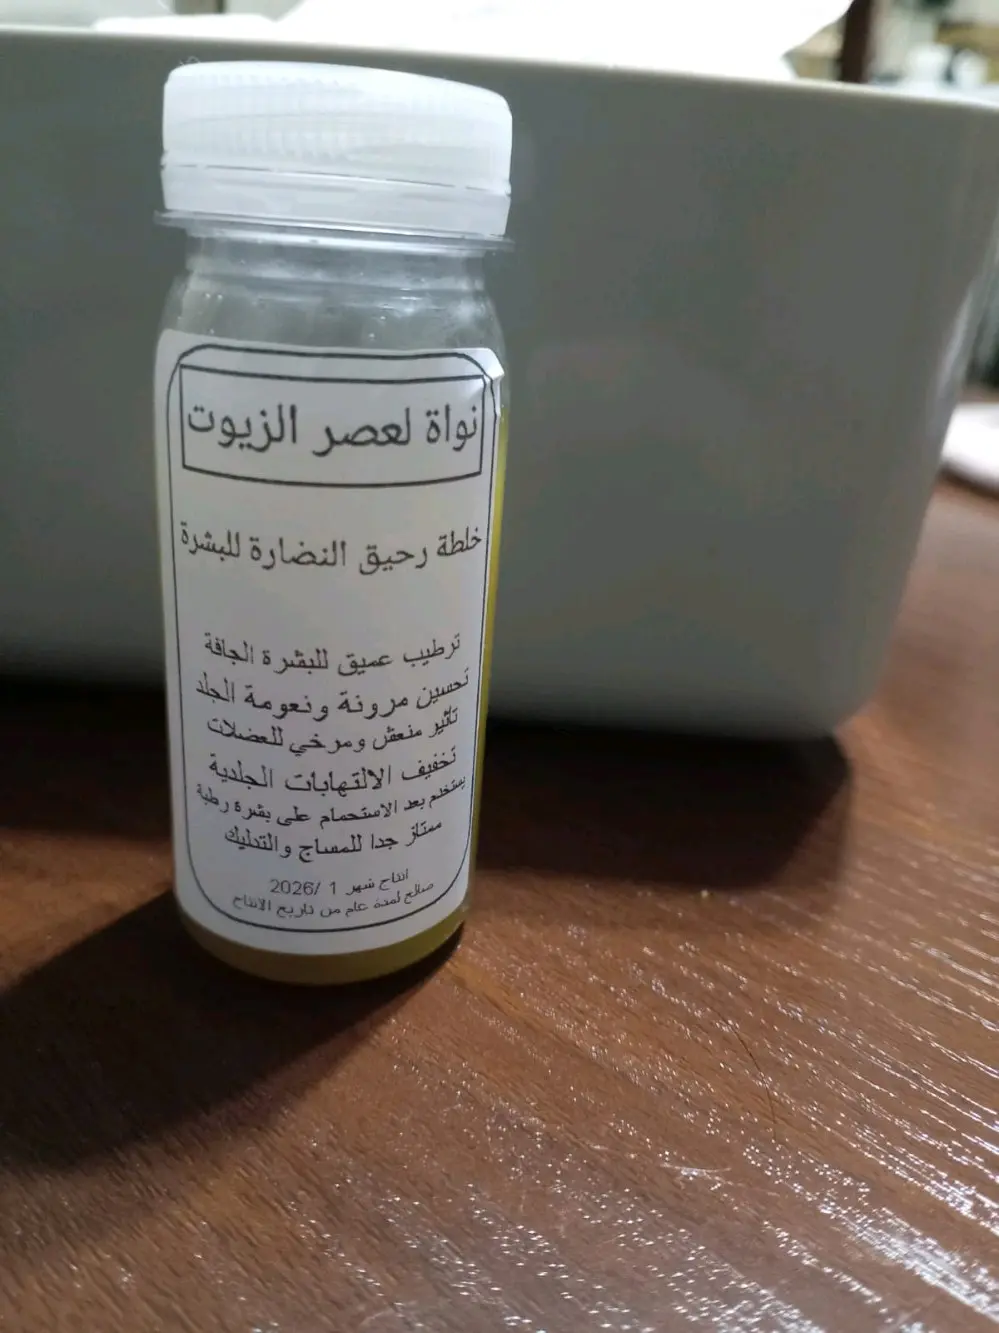 نواة لعصر الزيوت
خلطة رحيق النضارة للبشرة
ترطيب عميق للبشرة الجافة
تحسين مرونة ونعومة الجلد
تاثير منعش ومرخي للعضلات
تخفيف الالتهابات الجلدية
يستخدم بعد الاستحمام على بشرة رطبة
ممتاز جدا للمساج والتدليك
انتاج شهر 1 /2026
صالح لمدة عام من تاريخ الانتاج